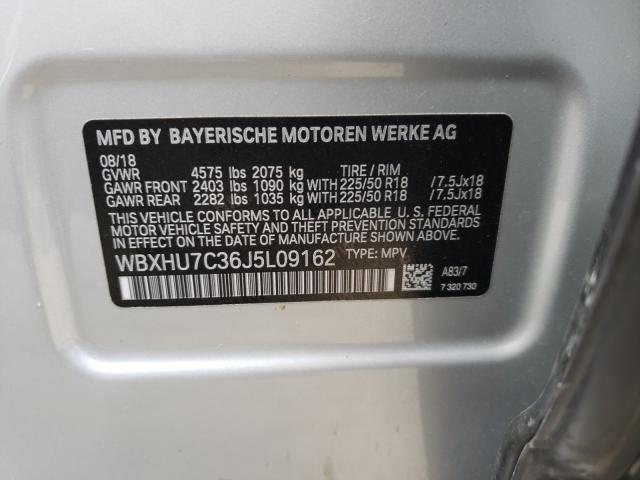 MFD BY BAYERISCHE MOTOREN WERKE AG
08/18
GVWR 4575 lbs 2075 kg TIRE / RIM
GAWR FRONT 2403 lbs 1090 kg WITH 225/50 R18 /7.5Jx18
GAWR REAR 2282 lbs 1035 kg WITH 225/50 R18 /7.5Jx18
THIS VEHICLE CONFORMS TO ALL APPLICABLE U. S. FEDERAL
MOTOR VEHICLE SAFETY AND THEFT PREVENTION STANDARDS
IN EFFECT ON THE DATE OF MANUFACTURE SHOWN ABOVE.
WBXHU7C36J5L09162 TYPE: MPV
A83/7
7 320 730